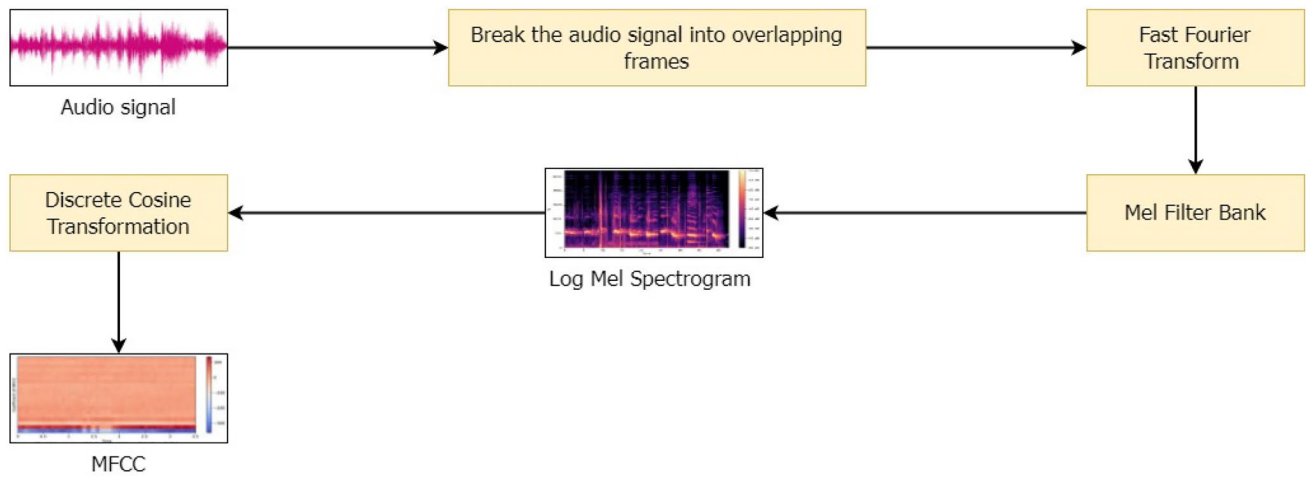 Break the audio signal into overlapping
frames
Fast Fourier
Transform
Audio signal
Discrete Cosine
Transformation
Mel Filter Bank
Log Mel Spectrogram
MFCC